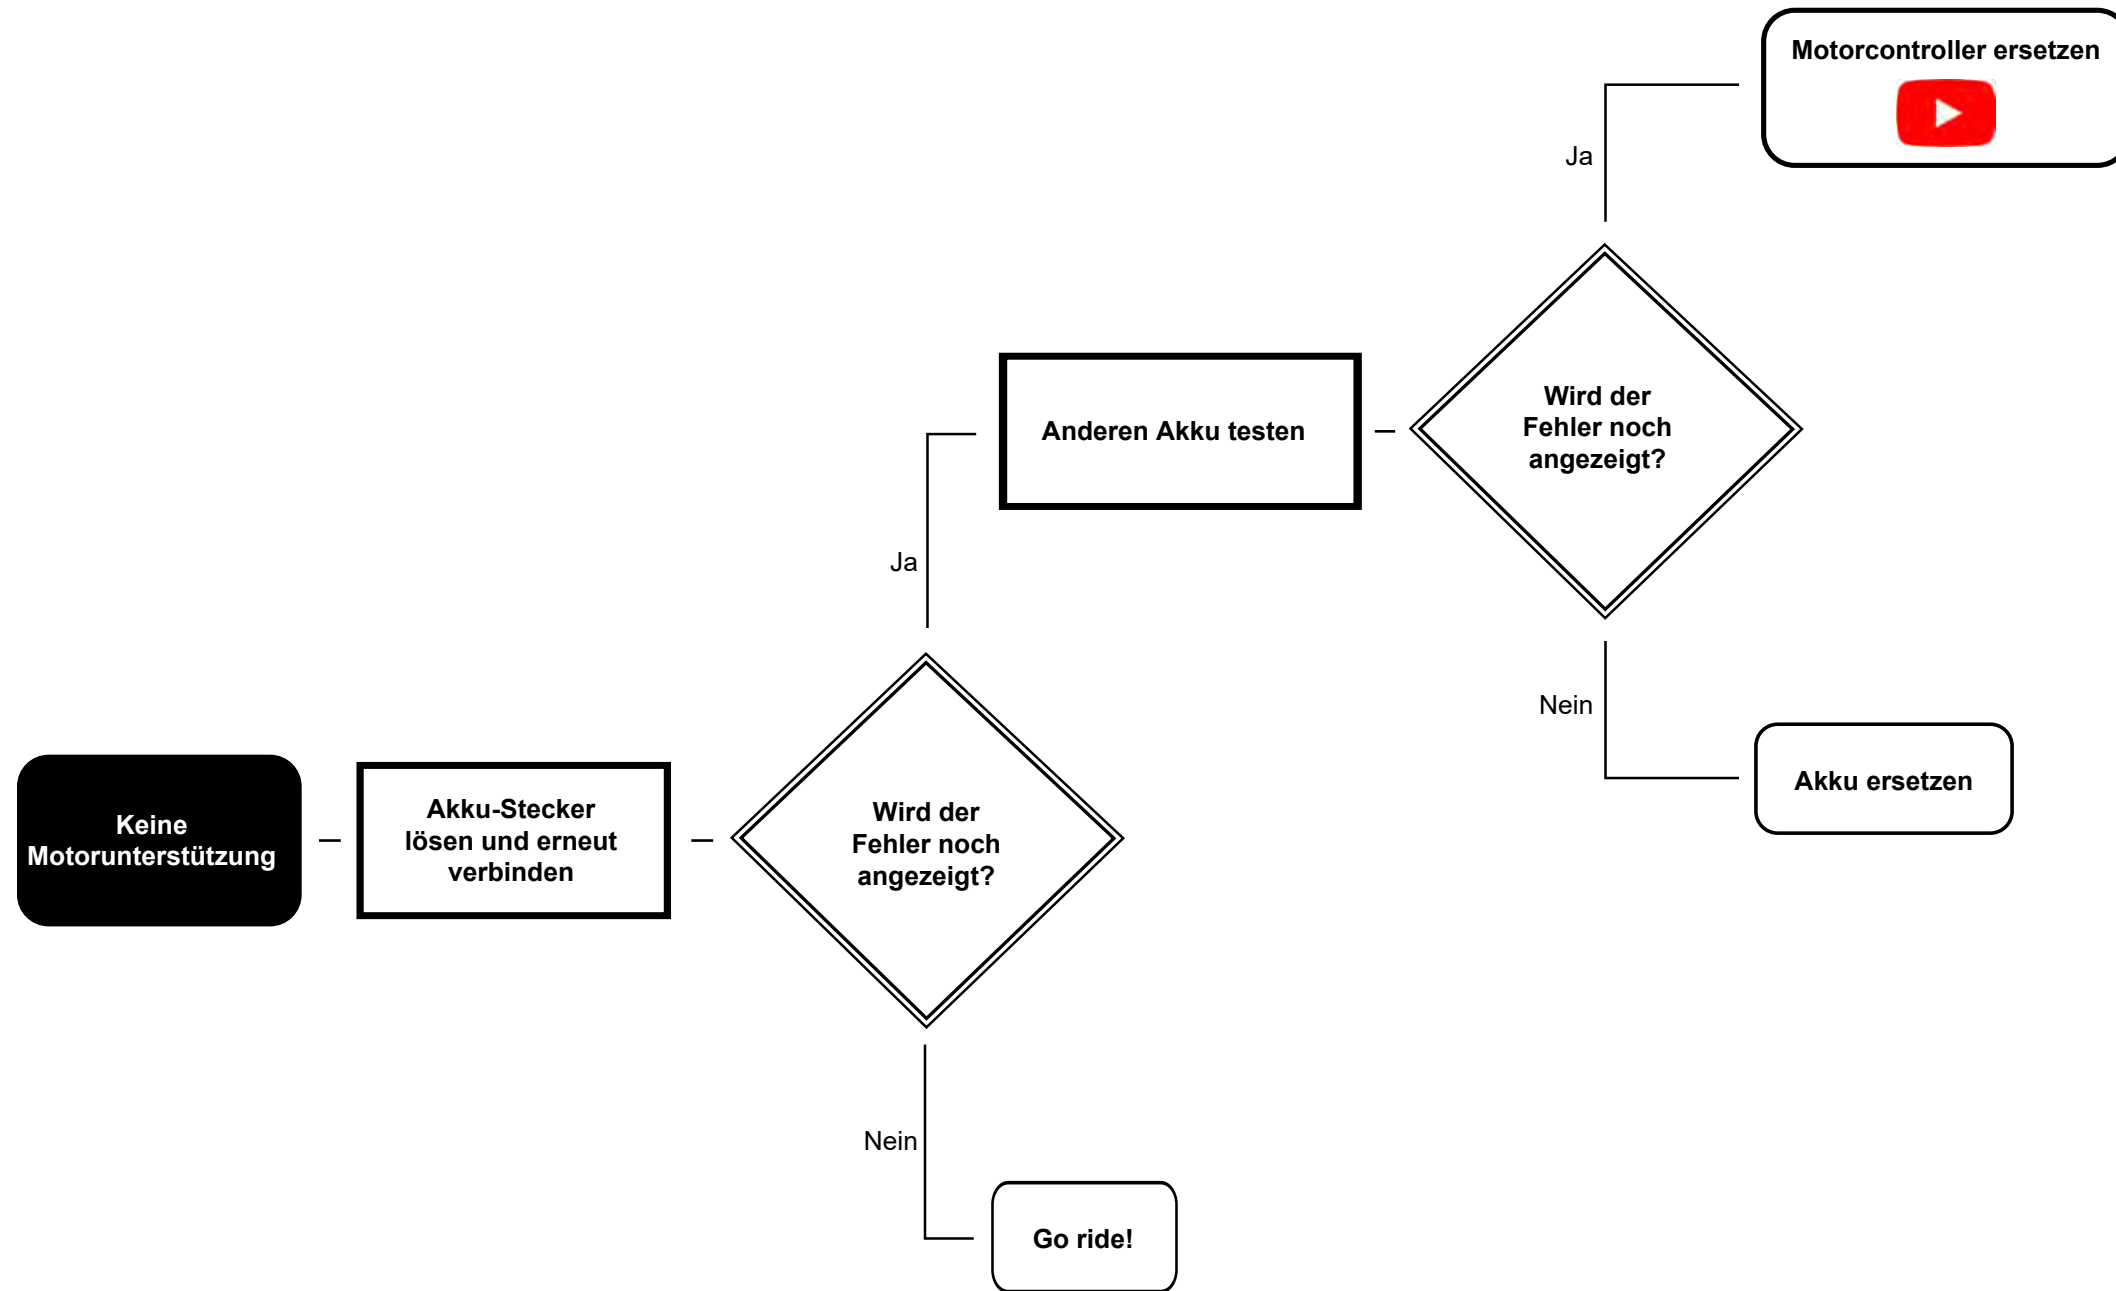 Motorcontroller ersetzen
Ja
Wird der
Fehler noch
angezeigt?
Anderen Akku testen
Ja
Nein
Akku ersetzen
Keine
Motorunterstützung
Akku-Stecker
lösen und erneut
verbinden
Wird der
Fehler noch
angezeigt?
Nein
Go ride!